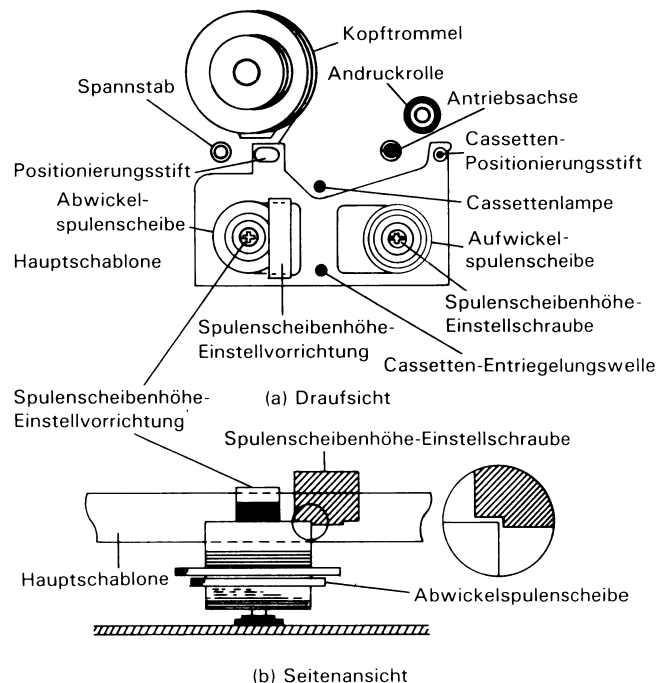 Kopftrommel
Andruckrolle
Spannstab
Antriebsachse
Cassetten-
Positionierungsstift
Positionierungsstift
Abwickel-
spulenscheibe
Cassettenlampe
Hauptschablone
Aufwickel-
spulenscheibe
Spulenscheibenhöhe-
Einstellvorrichtung
Spulenscheibenhöhe-
Einstellschraube
Cassetten-Entriegelungswelle
Spulenscheibenhöhe-
Einstellvorrichtung
(a) Draufsicht
Spulenscheibenhöhe-Einstellschraube
Hauptschablone
Abwickelspulenscheibe
(b) Seitenansicht